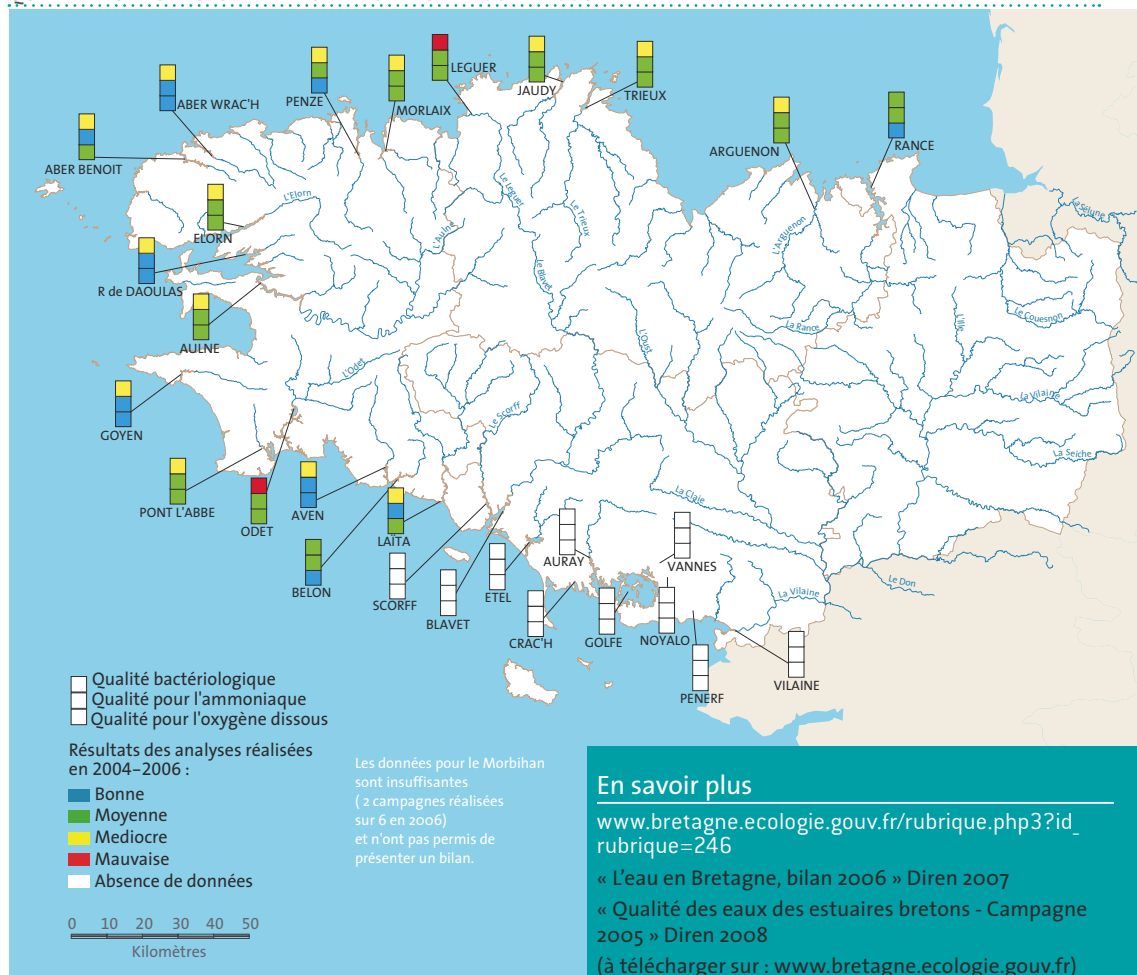 LEGUER
JAUDY
TRIEUX
PENZE
MORLAIX
ABER WRAC'H
ABER BENOIT
ARGUENON
RANCE
ELORN
R de DAOULAS
AULNE
GOYEN
PONT L'ABBE
ODET
AVEN
LAITA
BELON
SCORFF
BLAVET
ETEL
AURAY
VANNES
CRAC'H
GOLFE
NOYALO
PENERF
VILAINE
L'Elorn
L'Aulne
Le Leguer
Le Trieux
Le Blavet
L'Arguenon
La Rance
L'Oust
L'Odet
Le Scorff
La Claie
La Vilaine
Le Don
La Sélune
Le Couesnon
L'Ille
La Vilaine
La Seiche
Qualité bactériologique
Qualité pour l'ammoniaque
Qualité pour l'oxygène dissous
Résultats des analyses réalisées
en 2004–2006 :
Bonne
Moyenne
Mediocre
Mauvaise
Absence de données
0 10 20 30 40 50
Kilomètres
Les données pour le Morbihan
sont insuffisantes
( 2 campagnes réalisées
sur 6 en 2006)
et n'ont pas permis de
présenter un bilan.
En savoir plus
www.bretagne.ecologie.gouv.fr/rubrique.php3?id_
rubrique=246
« L'eau en Bretagne, bilan 2006 » Diren 2007
« Qualité des eaux des estuaires bretons - Campagne
2005 » Diren 2008
(à télécharger sur : www.bretagne.ecologie.gouv.fr)